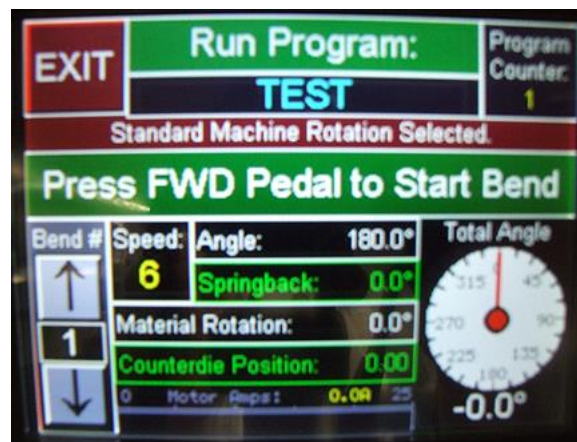 EXIT
Run Program:
TEST
Program
Counter:
1
Standard Machine Rotation Selected.
Press FWD Pedal to Start Bend
Bend #
1
Speed:
6
Angle: 180.0°
Springback: 0.0°
Material Rotation: 0.0°
Counterdie Position: 0.00
0 Motor Amps: 0.0A 25
Total Angle
0
315 45
270 90
225 135
180
-0.0°